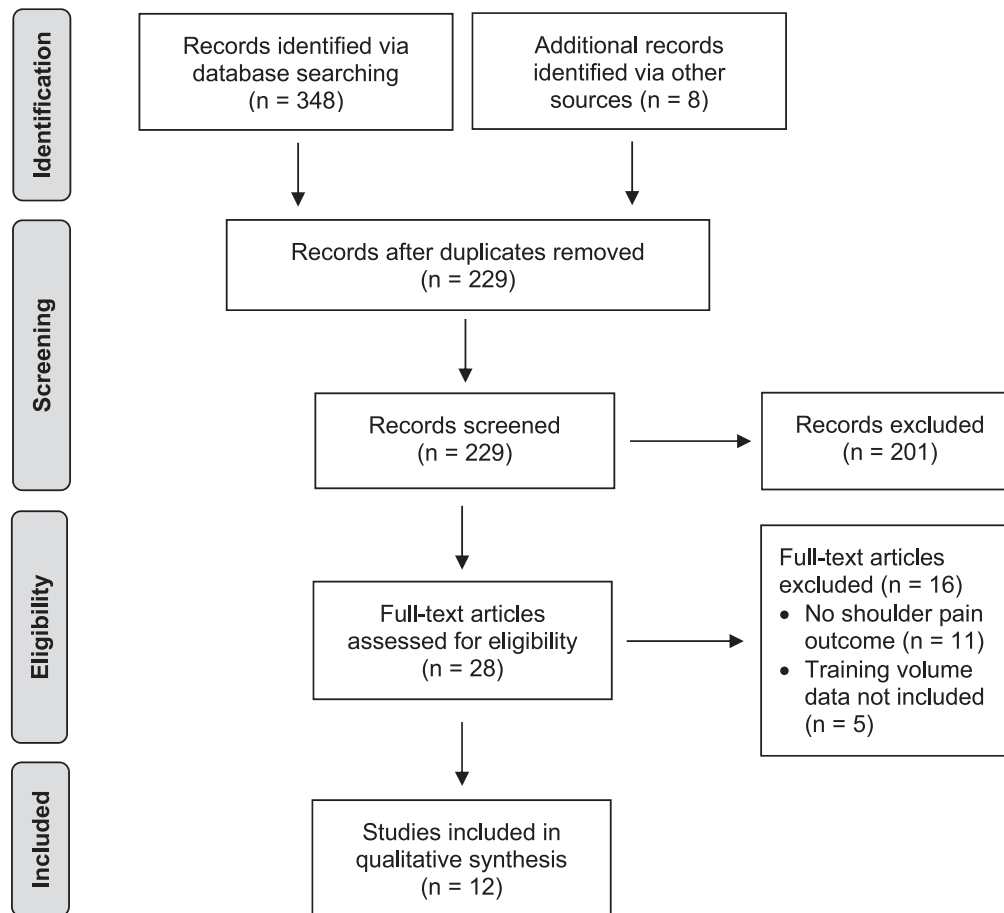 Identification
Records identified via
database searching
(n = 348)
Additional records
identified via other
sources (n = 8)
Screening
Records after duplicates removed
(n = 229)
Records screened
(n = 229)
Records excluded
(n = 201)
Eligibility
Full-text articles
assessed for eligibility
(n = 28)
Full-text articles
excluded (n = 16)
• No shoulder pain
outcome (n = 11)
• Training volume
data not included
(n = 5)
Included
Studies included in
qualitative synthesis
(n = 12)